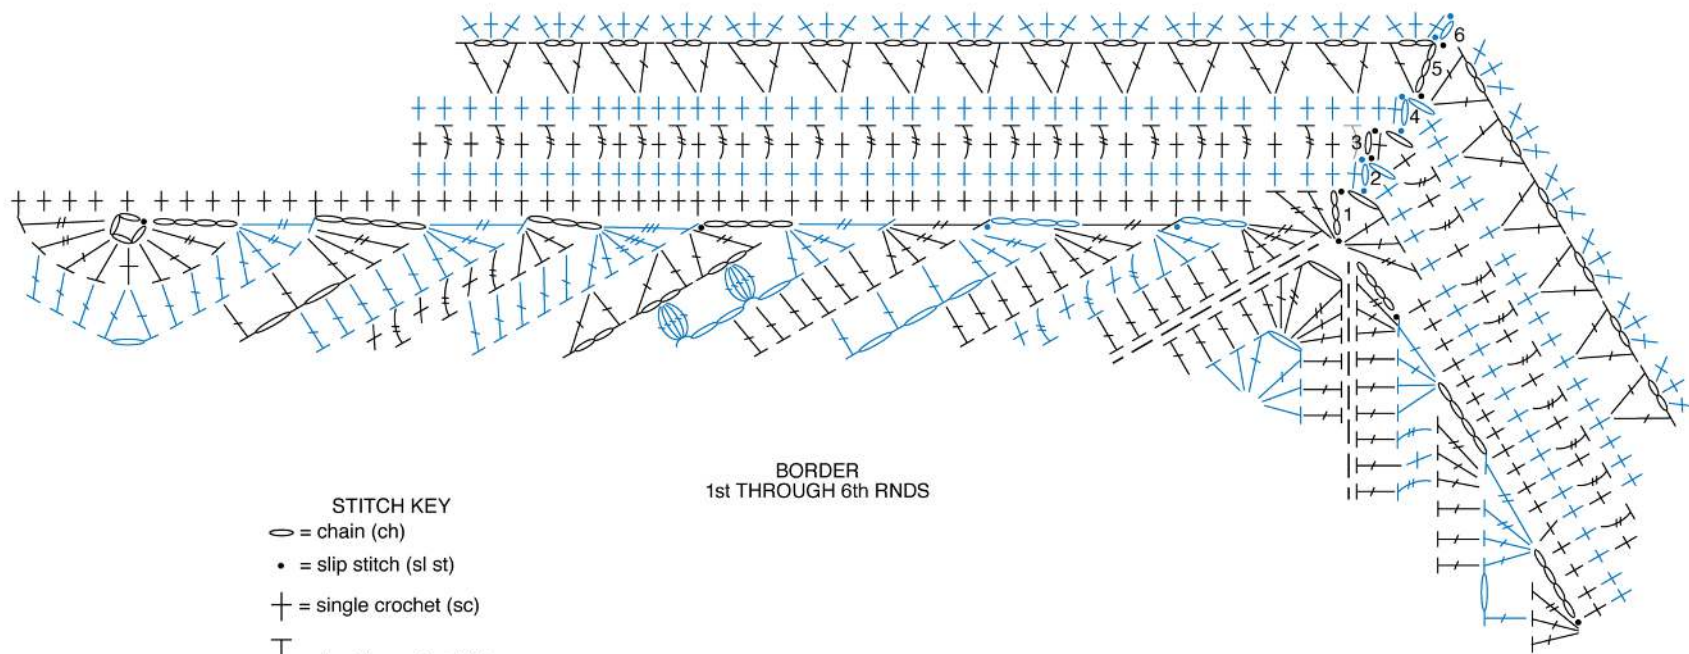 6
5
4
3
2
1
BORDER
1st THROUGH 6th RNDS
STITCH KEY
= chain (ch)
= slip stitch (sl st)
= single crochet (sc)